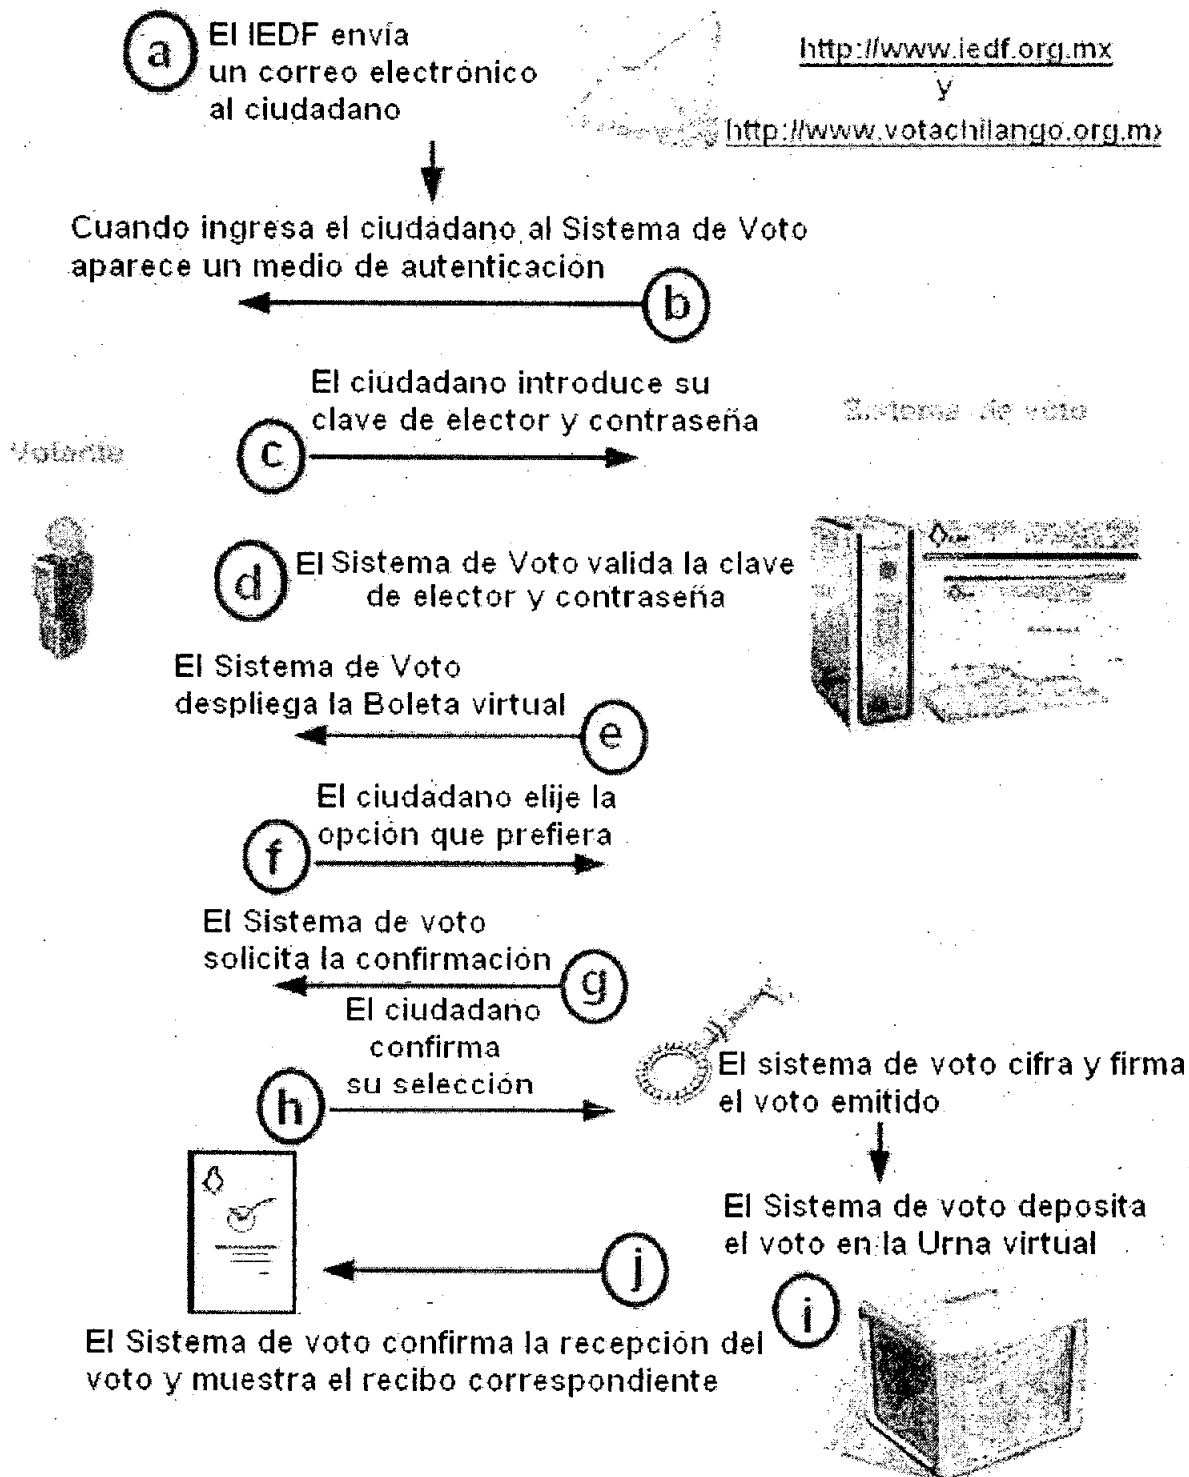 a
El IEDF envía
un correo electrónico
al ciudadano
http://www.iedf.org.mx
y
http://www.votachilango.org.mx
Cuando ingresa el ciudadano al Sistema de Voto
aparece un medio de autenticación
b
El ciudadano introduce su
clave de elector y contraseña
c
Sistema de voto
Votante
d
El Sistema de Voto valida la clave
de elector y contraseña
El Sistema de Voto
despliega la Boleta virtual
e
El ciudadano elije la
opción que prefiera
f
El Sistema de voto
solicita la confirmación
g
El ciudadano
confirma
su selección
h
El sistema de voto cifra y firma
el voto emitido
El Sistema de voto deposita
el voto en la Urna virtual
j
i
El Sistema de voto confirma la recepción del
voto y muestra el recibo correspondiente